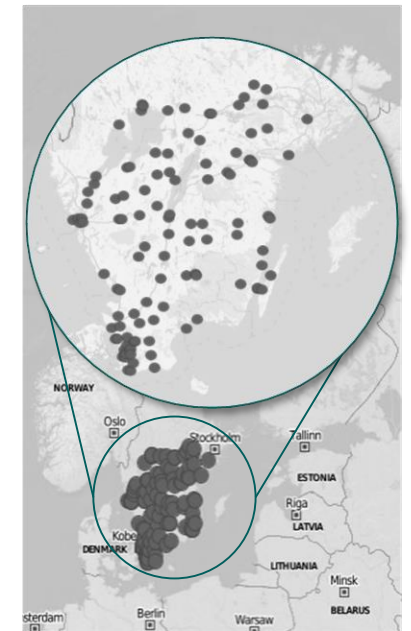 NORWAY
Oslo
Stockholm
Tallinn
ESTONIA
Riga
LATVIA
Kobe
DENMARK
LITHUANIA
Minsk
BELARUS
sterdam
Berlin
Warsaw